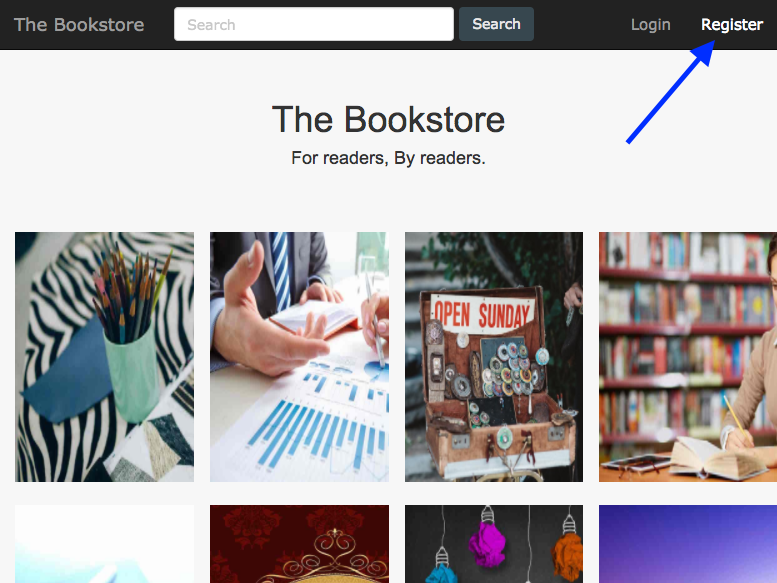 The Bookstore Search Search Login Register
The Bookstore
For readers, By readers.
OPEN SUNDAY